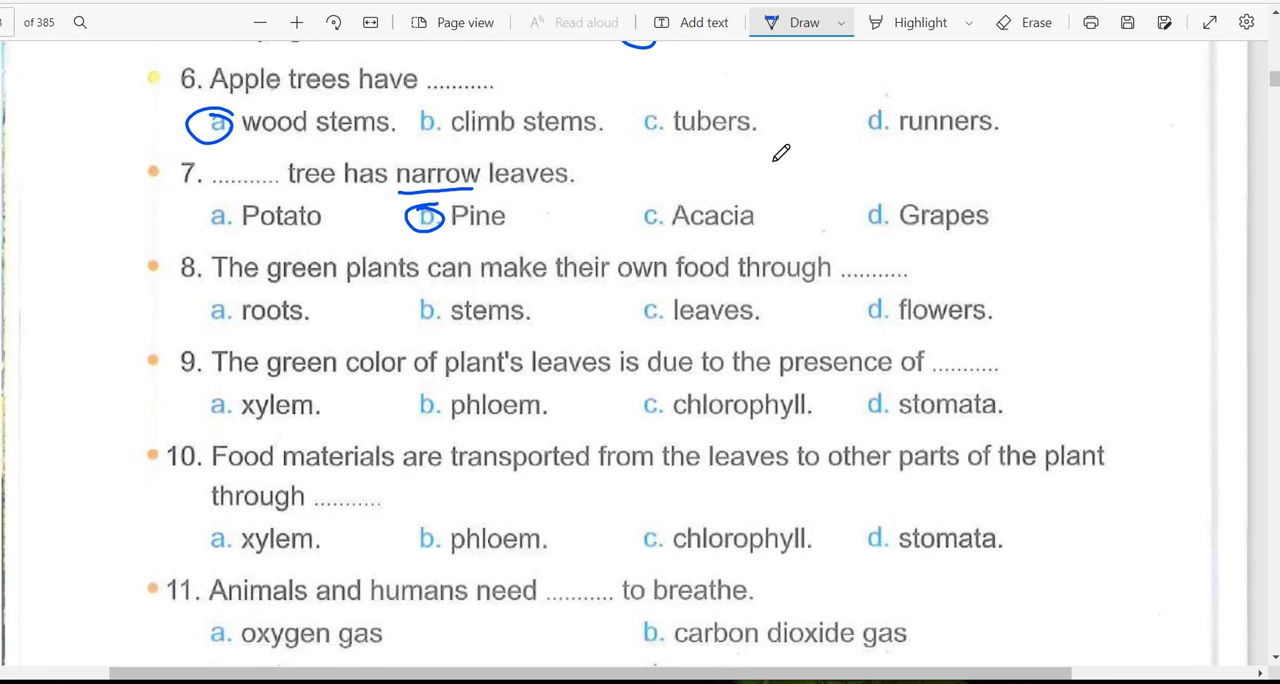 of 385 Page view Read aloud Add text Draw Highlight Erase
6. Apple trees have ...........
a. wood stems. b. climb stems. c. tubers. d. runners.
7. ........... tree has narrow leaves.
a. Potato b. Pine c. Acacia d. Grapes
8. The green plants can make their own food through ...........
a. roots. b. stems. c. leaves. d. flowers.
9. The green color of plant's leaves is due to the presence of ...........
a. xylem. b. phloem. c. chlorophyll. d. stomata.
10. Food materials are transported from the leaves to other parts of the plant
through ...........
a. xylem. b. phloem. c. chlorophyll. d. stomata.
11. Animals and humans need ........... to breathe.
a. oxygen gas b. carbon dioxide gas